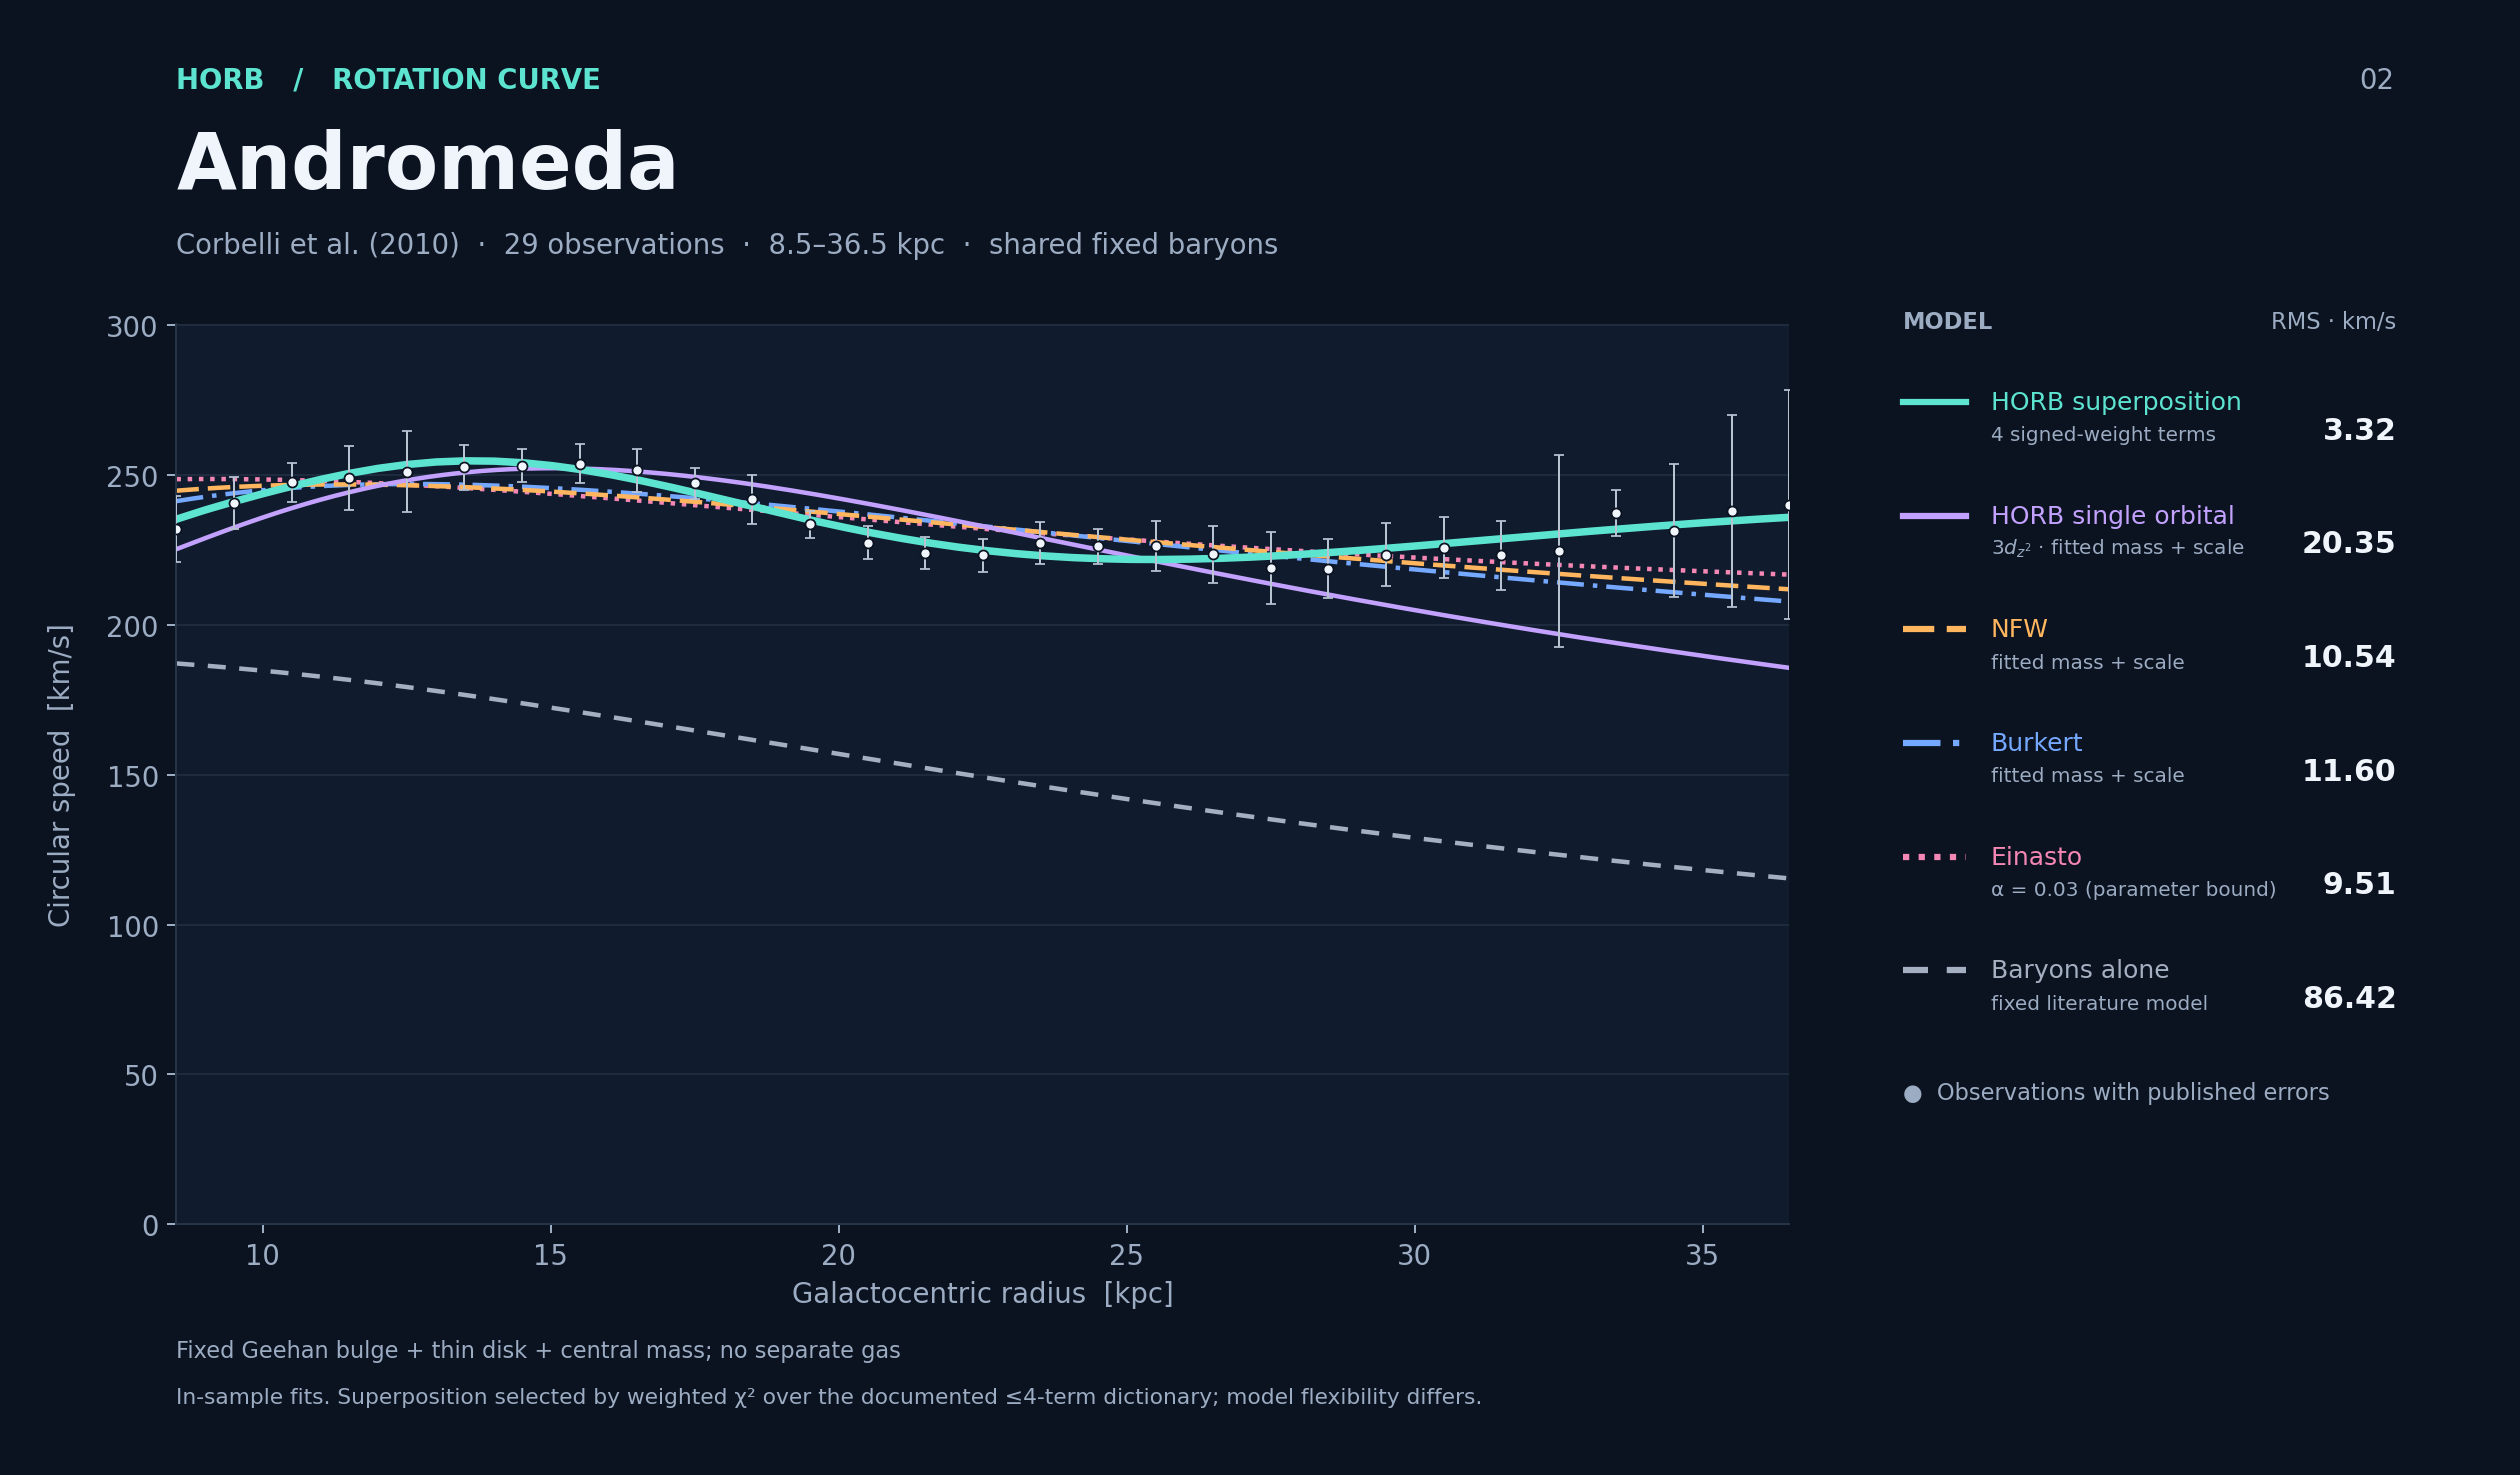 HORB / ROTATION CURVE
02
Andromeda
Corbelli et al. (2010) · 29 observations · 8.5–36.5 kpc · shared fixed baryons
300
250
200
150
100
50
0
Circular speed [km/s]
10 15 20 25 30 35
Galactocentric radius [kpc]
MODEL RMS · km/s
HORB superposition
4 signed-weight terms 3.32
HORB single orbital
3d_z² · fitted mass + scale 20.35
NFW
fitted mass + scale 10.54
Burkert
fitted mass + scale 11.60
Einasto
α = 0.03 (parameter bound) 9.51
Baryons alone
fixed literature model 86.42
Observations with published errors
Fixed Geehan bulge + thin disk + central mass; no separate gas
In-sample fits. Superposition selected by weighted χ² over the documented ≤4-term dictionary; model flexibility differs.